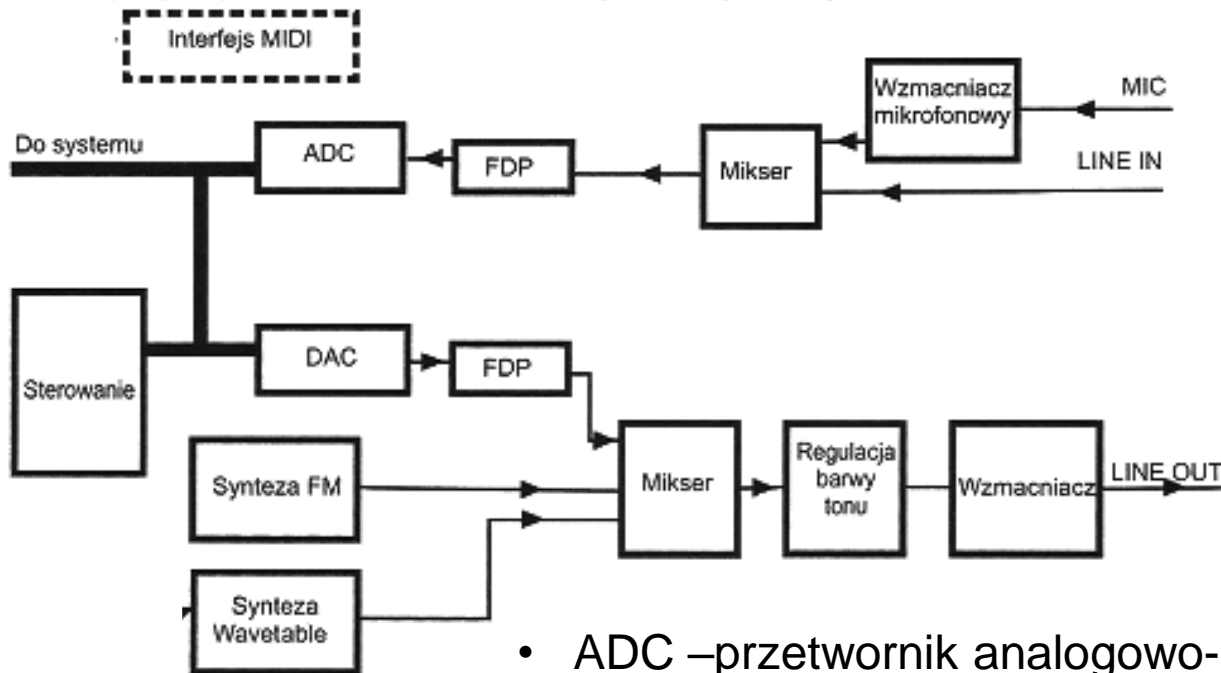 Interfejs MIDI
Wzmacniacz
mikrofonowy
MIC
Do systemu
ADC
FDP
Mikser
LINE IN
Sterowanie
DAC
FDP
Synteza FM
Mikser
Regulacja
barwy
tonu
Wzmacniacz
LINE OUT
Synteza
Wavetable
• ADC –przetwornik analogowo-